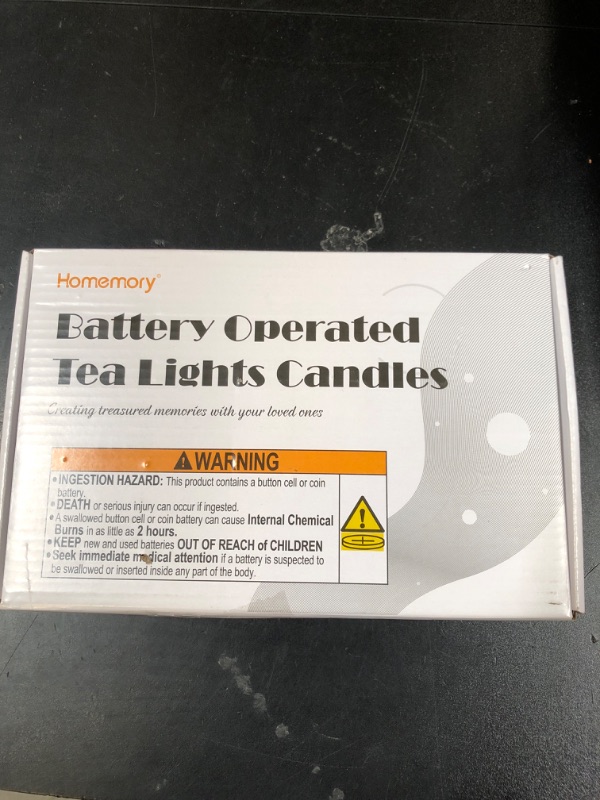 Homemory®
Battery Operated
Tea Lights Candles
Creating treasured memories with your loved ones
WARNING
• INGESTION HAZARD: This product contains a button cell or coin
battery.
• DEATH or serious injury can occur if ingested.
• A swallowed button cell or coin battery can cause Internal Chemical
Burns in as little as 2 hours.
• KEEP new and used batteries OUT OF REACH of CHILDREN
• Seek immediate medical attention if a battery is suspected to
be swallowed or inserted inside any part of the body.